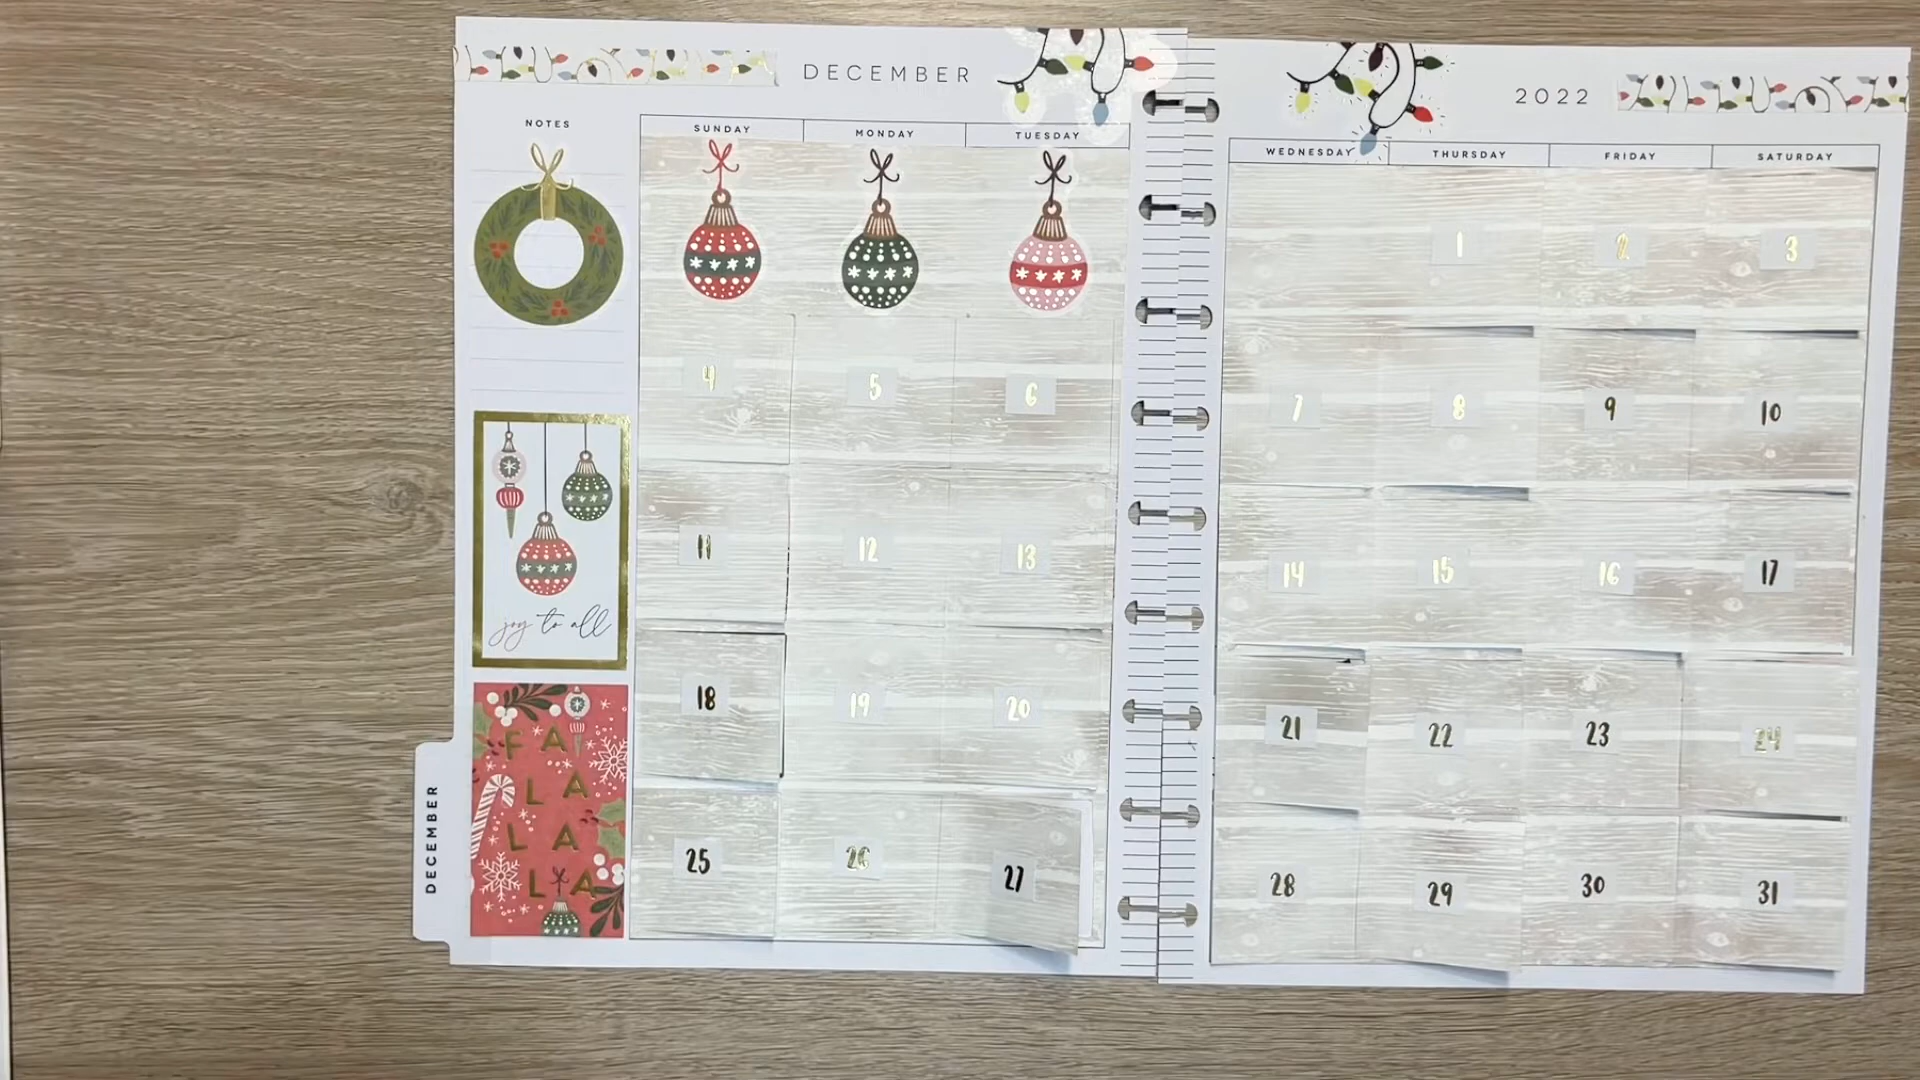 DECEMBER
2022
NOTES
SUNDAY
MONDAY
TUESDAY
WEDNESDAY
THURSDAY
FRIDAY
SATURDAY
1
2
3
4
5
6
7
8
9
10
11
12
13
14
15
16
17
18
19
20
21
22
23
24
25
26
27
28
29
30
31
joy to all
FA
LA
LA
LA
DECEMBER